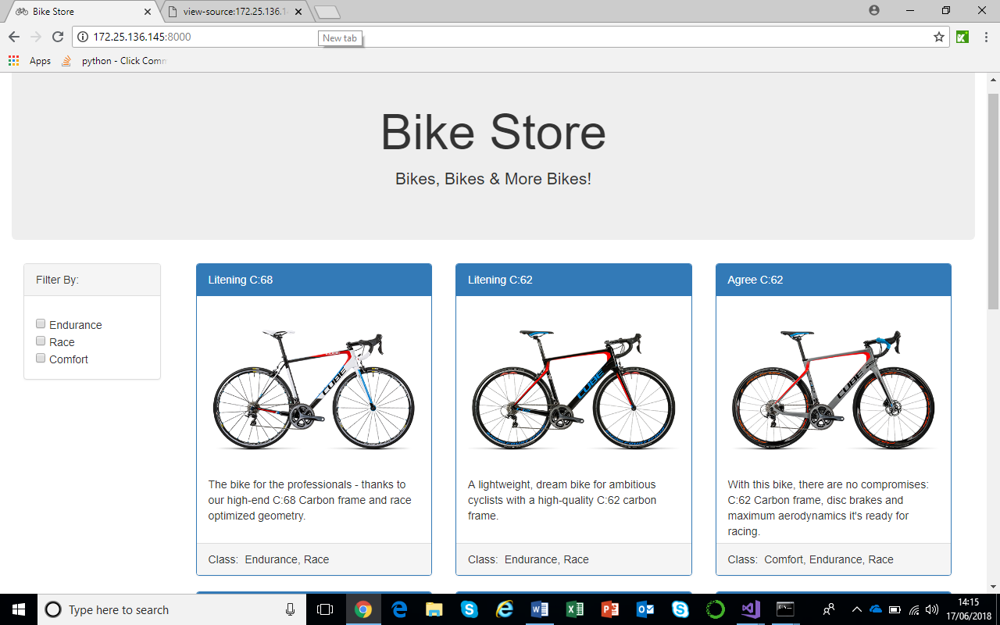 Bike Store
view-source:172.25.136.1
172.25.136.145:8000
New tab
Apps
python - Click Comm
Bike Store
Bikes, Bikes & More Bikes!
Filter By:
Endurance
Race
Comfort
Litening C:68
CUBE
The bike for the professionals - thanks to
our high-end C:68 Carbon frame and race
optimized geometry.
Class: Endurance, Race
Litening C:62
CUBE
A lightweight, dream bike for ambitious
cyclists with a high-quality C:62 carbon
frame.
Class: Endurance, Race
Agree C:62
CUBE
With this bike, there are no compromises:
C:62 Carbon frame, disc brakes and
maximum aerodynamics it's ready for
racing.
Class: Comfort, Endurance, Race
Type here to search
14:15
17/06/2018